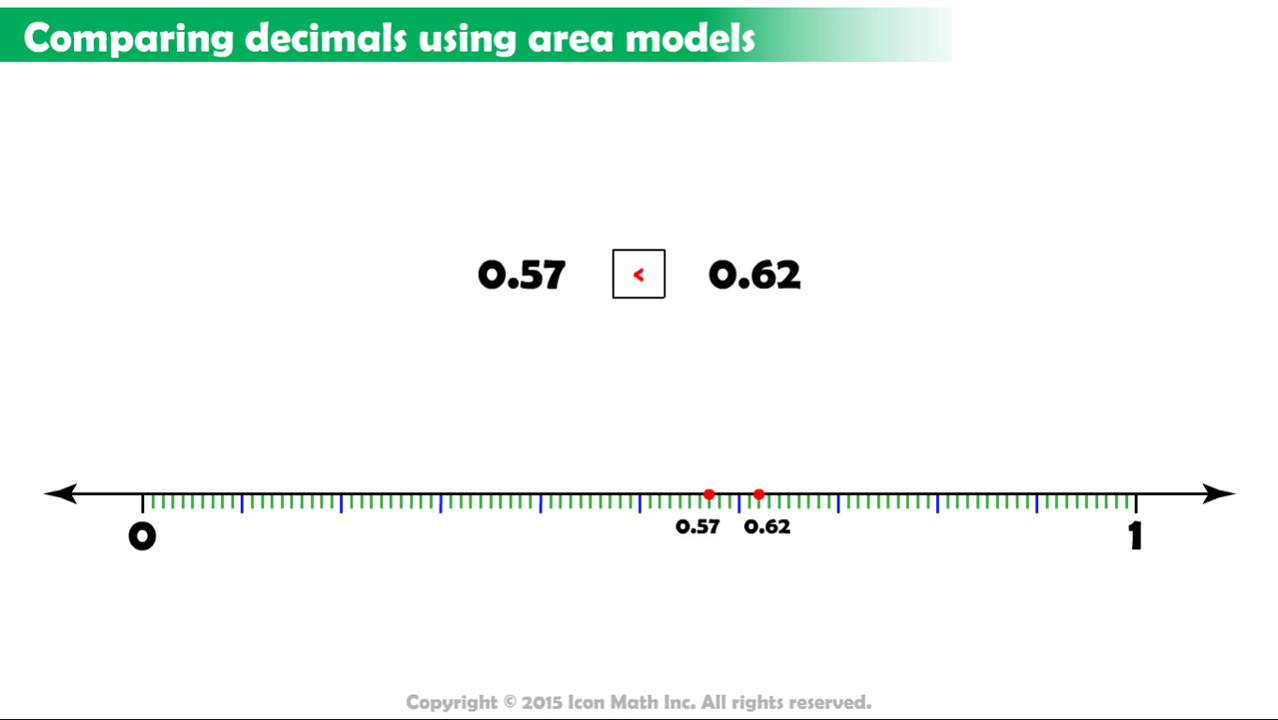 Comparing decimals using area models
0.57 < 0.62
0.57 0.62
0 1
Copyright © 2015 Icon Math Inc. All rights reserved.